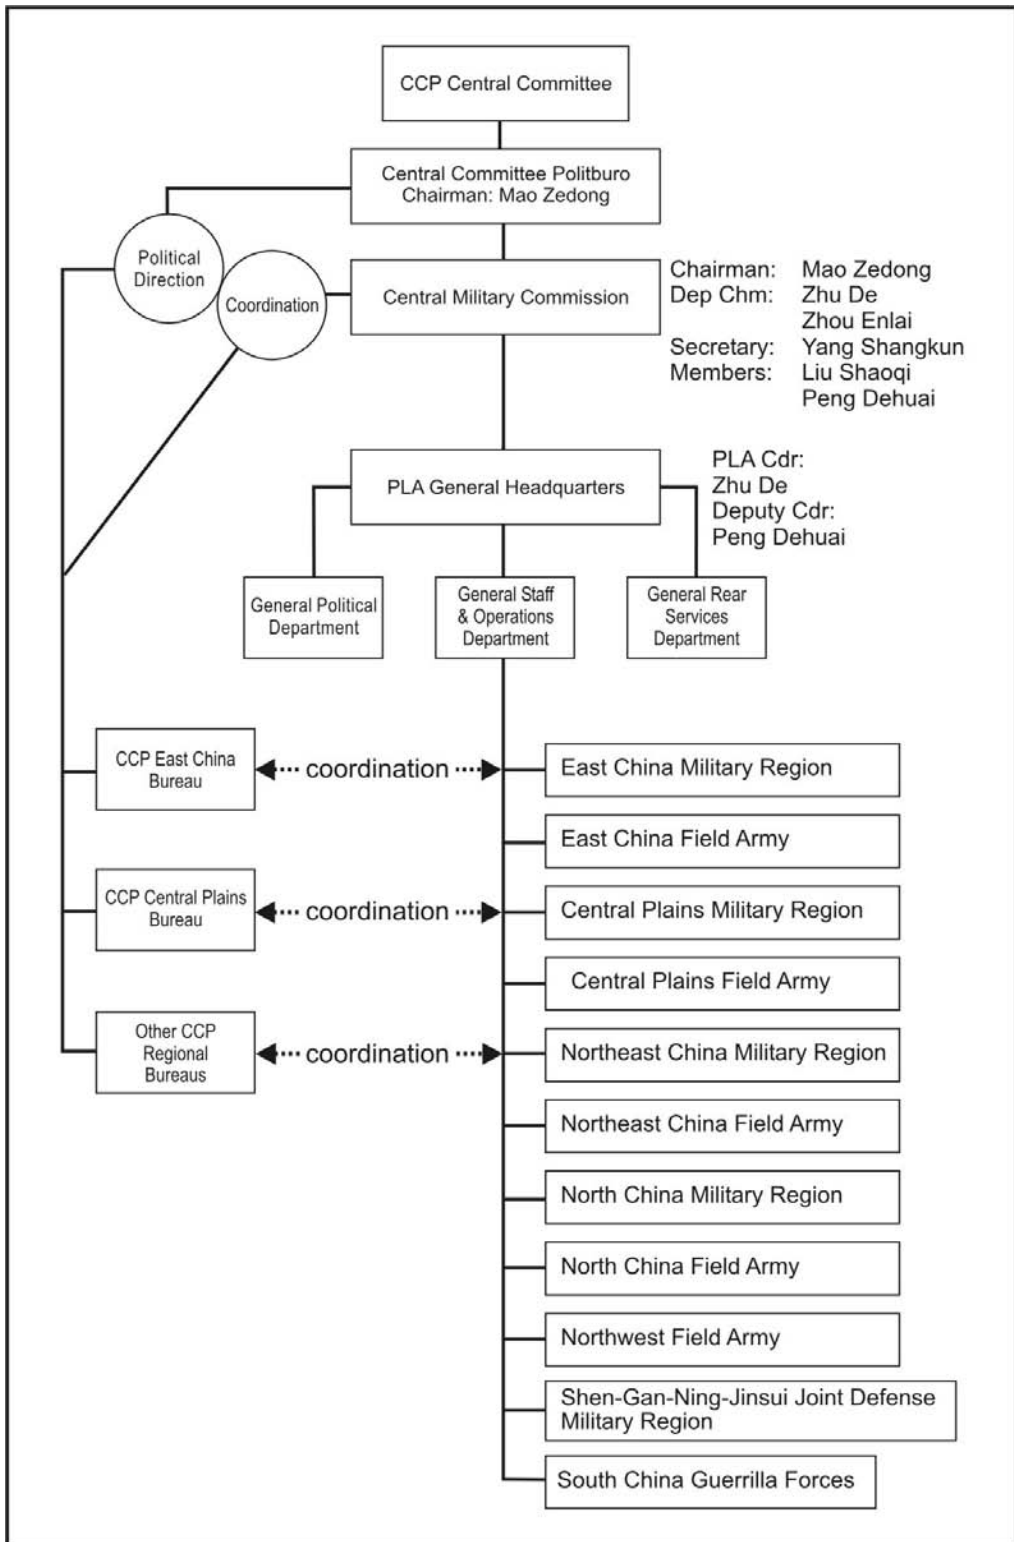 CCP Central Committee
Central Committee Politburo
Chairman: Mao Zedong
Political
Direction
Coordination
Central Military Commission
Chairman: Mao Zedong
Dep Chm: Zhu De
Zhou Enlai
Secretary: Yang Shangkun
Members: Liu Shaoqi
Peng Dehuai
PLA General Headquarters
PLA Cdr:
Zhu De
Deputy Cdr:
Peng Dehuai
General Political
Department
General Staff
& Operations
Department
General Rear
Services
Department
CCP East China
Bureau
coordination
East China Military Region
East China Field Army
CCP Central Plains
Bureau
coordination
Central Plains Military Region
Central Plains Field Army
Other CCP
Regional
Bureaus
coordination
Northeast China Military Region
Northeast China Field Army
North China Military Region
North China Field Army
Northwest Field Army
Shen-Gan-Ning-Jinsui Joint Defense
Military Region
South China Guerrilla Forces